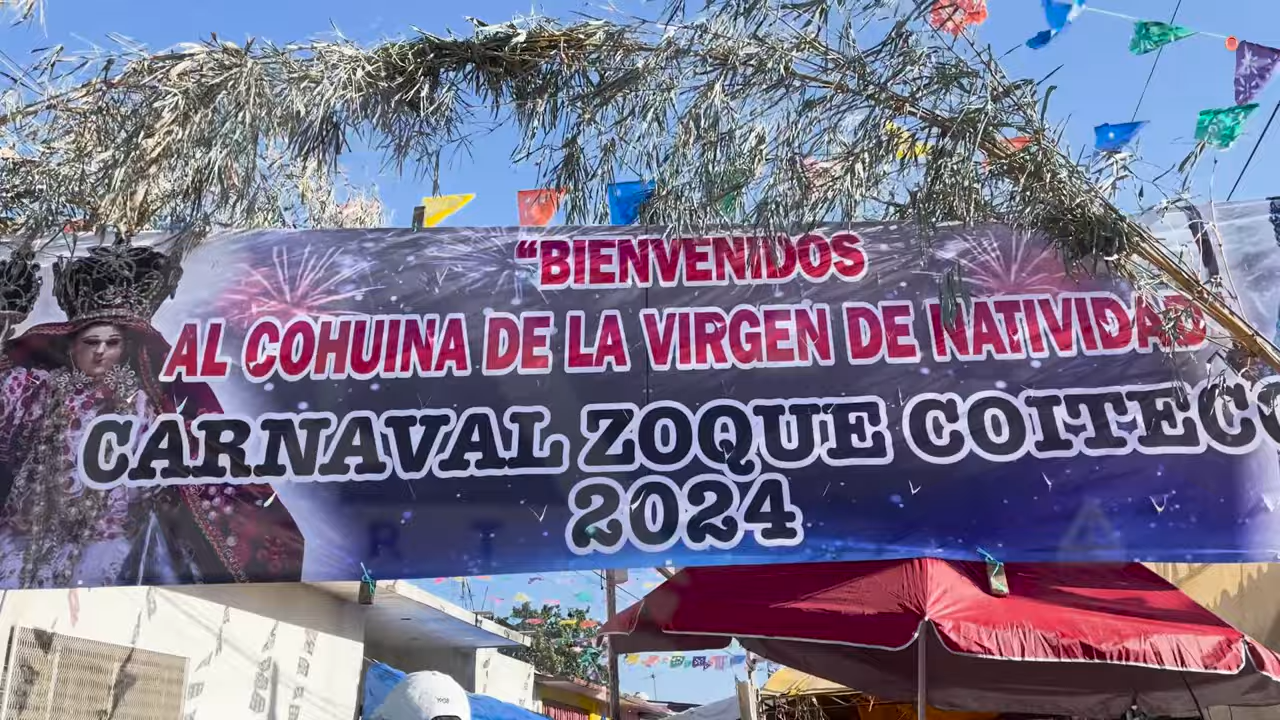 “BIENVENIDOS
AL COHUINA DE LA VIRGEN DE NATIVIDAD
CARNAVAL ZOQUE COITECO
2024